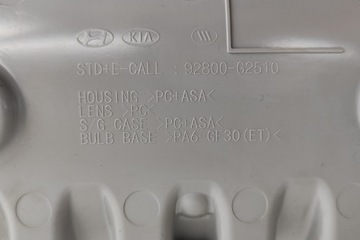 KIA
STD+E-CALL : 92800-G2510
HOUSING >PC+ASA<
LENS >PC<
S/G CASE >PC+ASA<
BULB BASE >PA6 GF30(ET)<